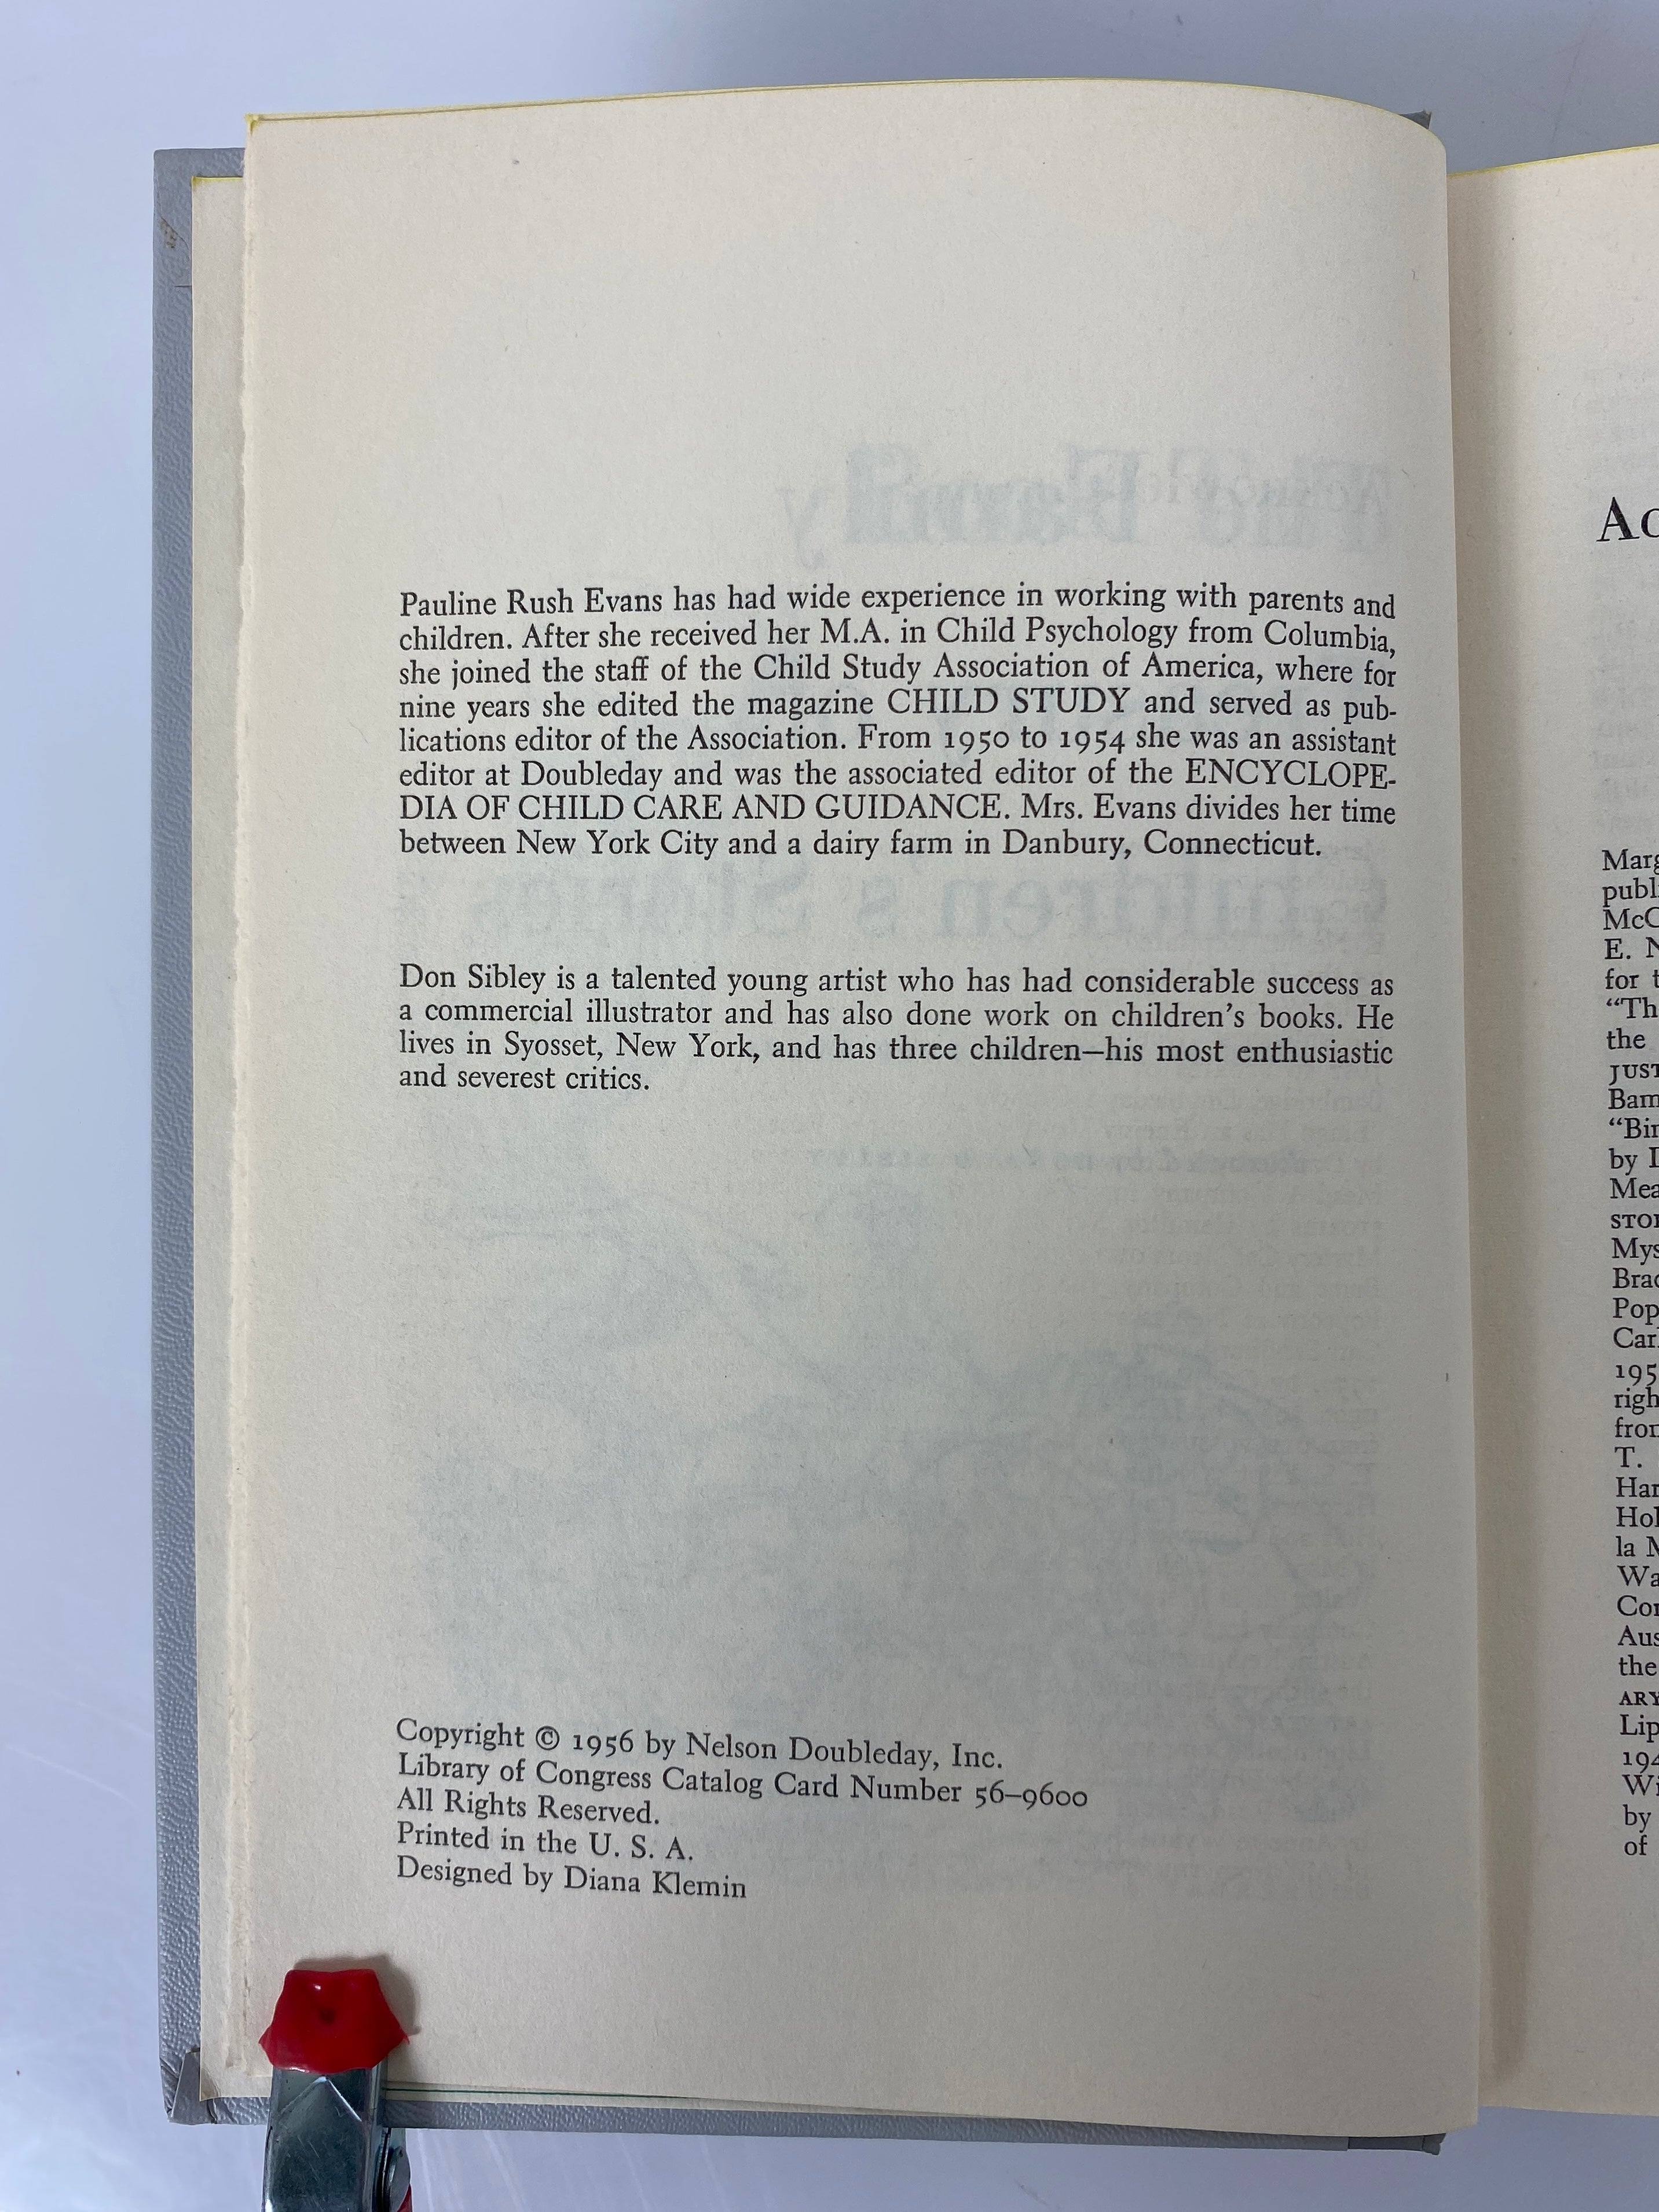 Pauline Rush Evans has had wide experience in working with parents and
children. After she received her M.A. in Child Psychology from Columbia,
she joined the staff of the Child Study Association of America, where for
nine years she edited the magazine CHILD STUDY and served as pub-
lications editor of the Association. From 1950 to 1954 she was an assistant
editor at Doubleday and was the associated editor of the ENCYCLOPE-
DIA OF CHILD CARE AND GUIDANCE. Mrs. Evans divides her time
between New York City and a dairy farm in Danbury, Connecticut.
Don Sibley is a talented young artist who has had considerable success as
a commercial illustrator and has also done work on children's books. He
lives in Syosset, New York, and has three children—his most enthusiastic
and severest critics.
Copyright © 1956 by Nelson Doubleday, Inc.
Library of Congress Catalog Card Number 56–9600
All Rights Reserved.
Printed in the U. S. A.
Designed by Diana Klemin
E.
for
the
by
T.
la
the
by
of